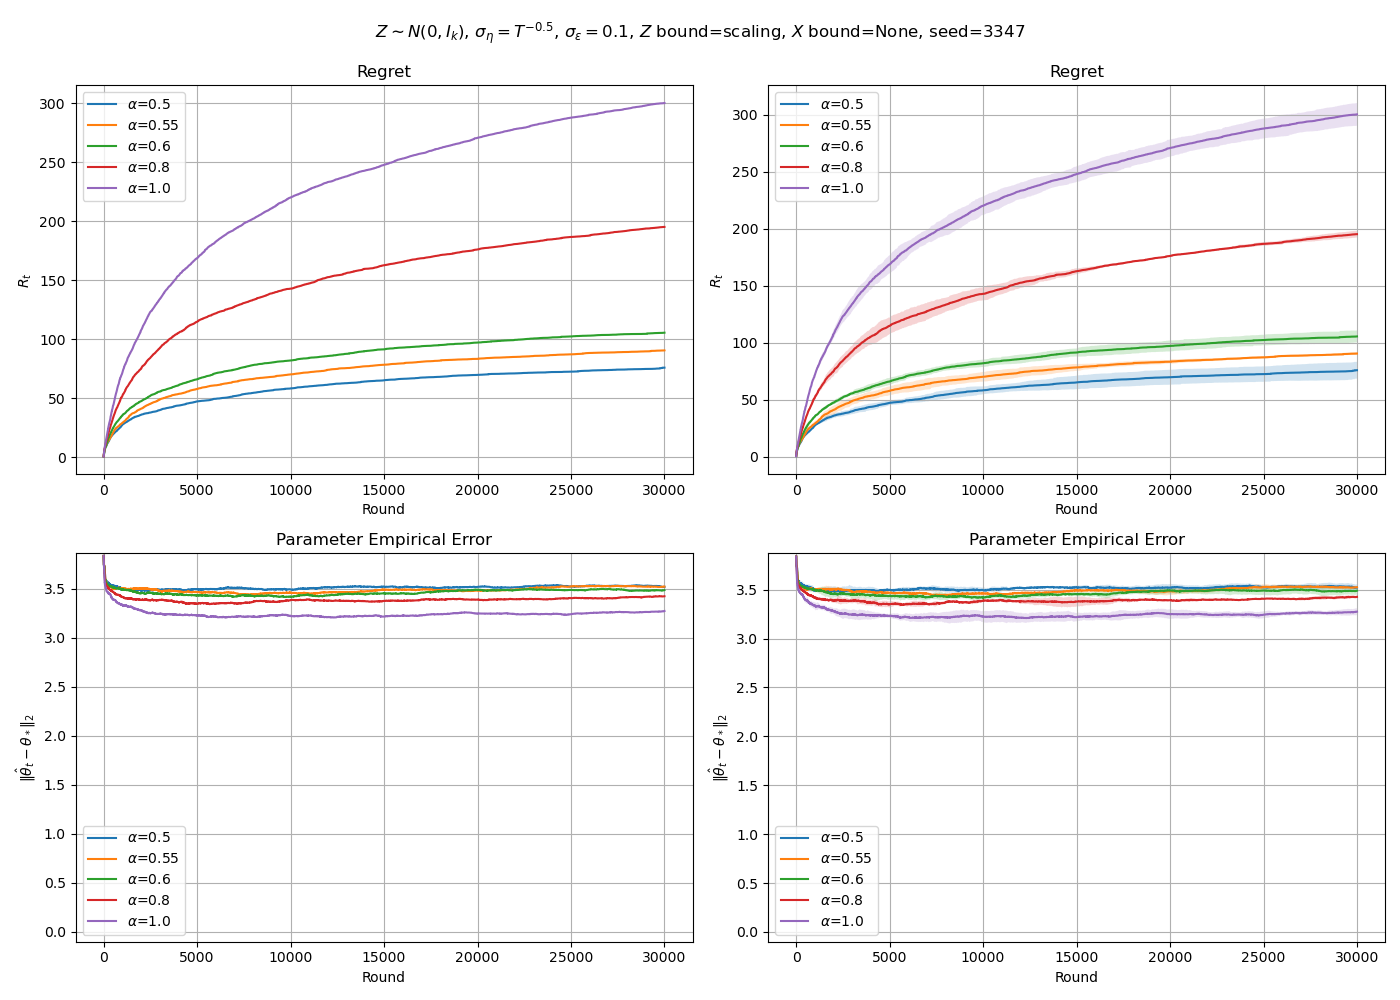 Z ~ N(0, I_k), σ_η = T^{-0.5}, σ_ε = 0.1, Z bound=scaling, X bound=None, seed=3347
Regret
R_t
300
250
200
150
100
50
0
α=0.5
α=0.55
α=0.6
α=0.8
α=1.0
0 5000 10000 15000 20000 25000 30000
Round
Regret
R_t
300
250
200
150
100
50
0
α=0.5
α=0.55
α=0.6
α=0.8
α=1.0
0 5000 10000 15000 20000 25000 30000
Round
Parameter Empirical Error
‖θ̂_t − θ_*‖_2
3.5
3.0
2.5
2.0
1.5
1.0
0.5
0.0
α=0.5
α=0.55
α=0.6
α=0.8
α=1.0
0 5000 10000 15000 20000 25000 30000
Round
Parameter Empirical Error
‖θ̂_t − θ_*‖_2
3.5
3.0
2.5
2.0
1.5
1.0
0.5
0.0
α=0.5
α=0.55
α=0.6
α=0.8
α=1.0
0 5000 10000 15000 20000 25000 30000
Round